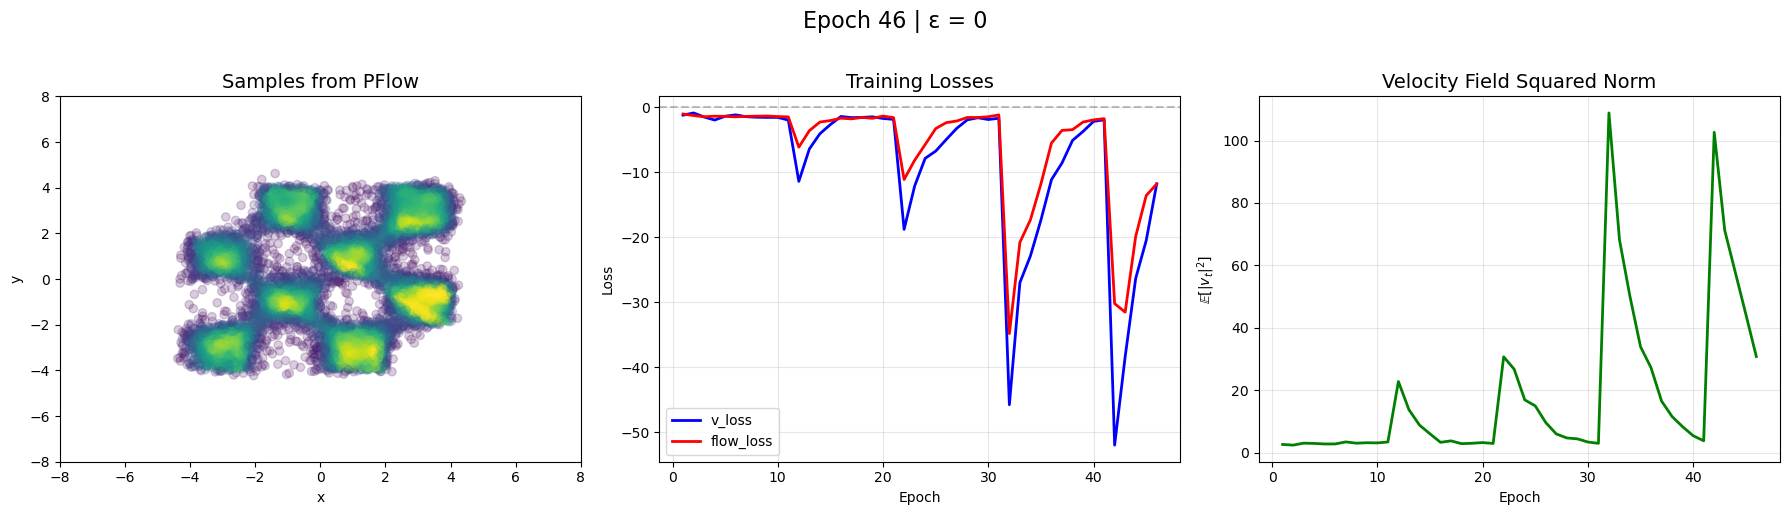 Epoch 46 | ε = 0
Samples from PFlow
8
6
4
2
0
−2
−4
−6
−8
y
−8 −6 −4 −2 0 2 4 6 8
x
Training Losses
0
−10
−20
−30
−40
−50
Loss
v_loss
flow_loss
0 10 20 30 40
Epoch
Velocity Field Squared Norm
100
80
60
40
20
0
𝔼[|v_t|^2]
0 10 20 30 40
Epoch